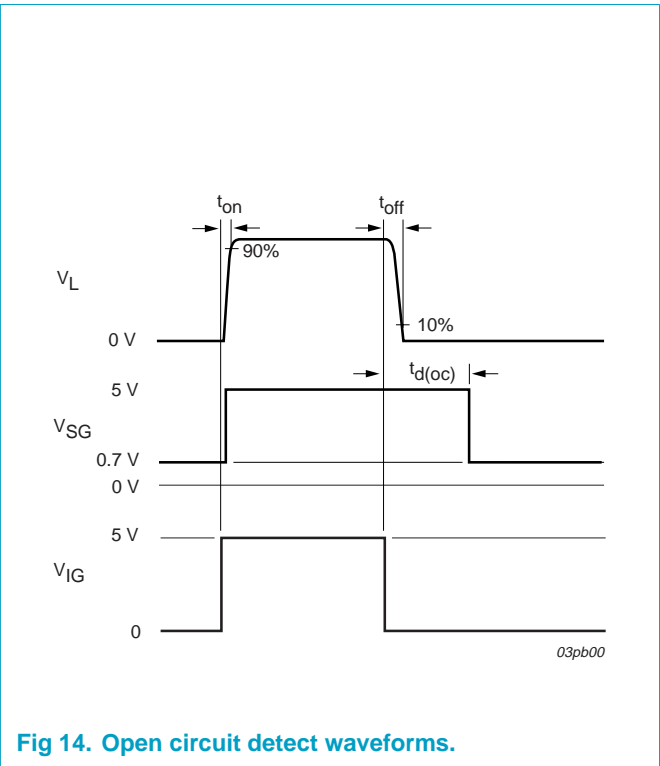 ton toff
90%
VL
10%
0 V
td(oc)
5 V
VSG
0.7 V
0 V
5 V
VIG
0
03pb00
Fig 14. Open circuit detect waveforms.